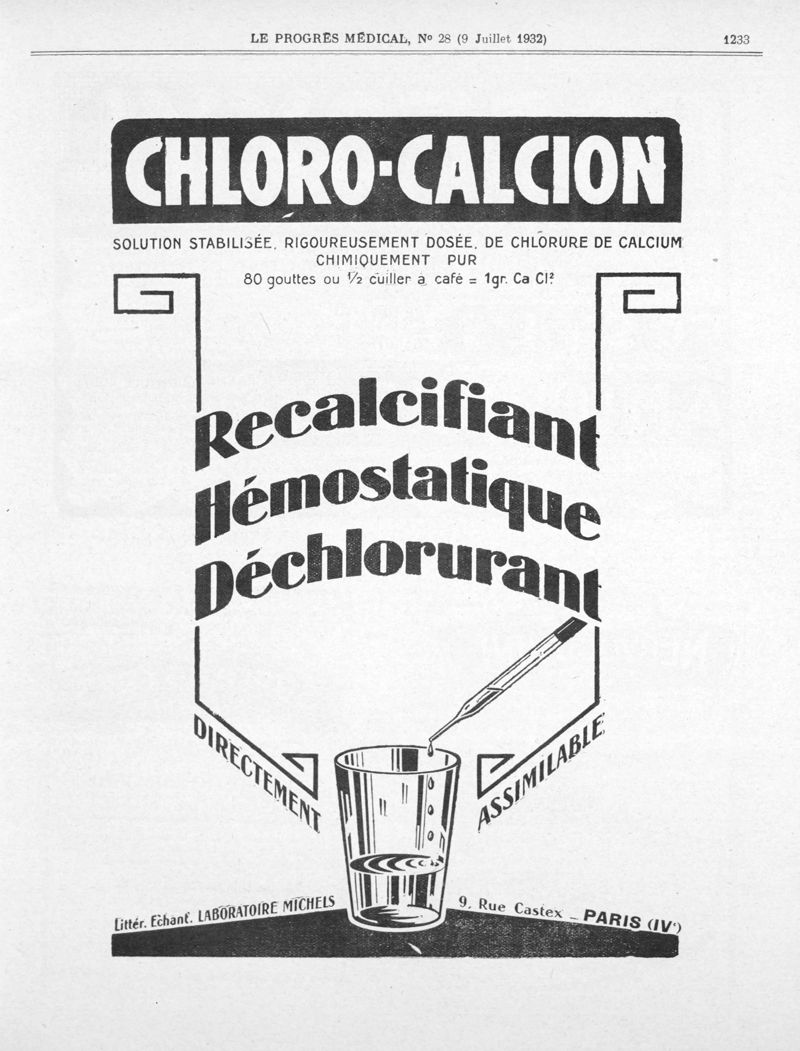 LE PROGRÈS MÉDICAL, Nº 28 (9 Juillet 1932) 1233
CHLORO-CALCION
SOLUTION STABILISÉE, RIGOUREUSEMENT DOSÉE, DE CHLORURE DE CALCIUM
CHIMIQUEMENT PUR
80 gouttes ou 1/2 cuiller à café = 1gr. Ca Cl²
Recalcifiant
Hémostatique
Déchlorurant
DIRECTEMENT ASSIMILABLE
Littér. Echant. LABORATOIRE MICHELS 9, Rue Castex _ PARIS (IVᵉ)